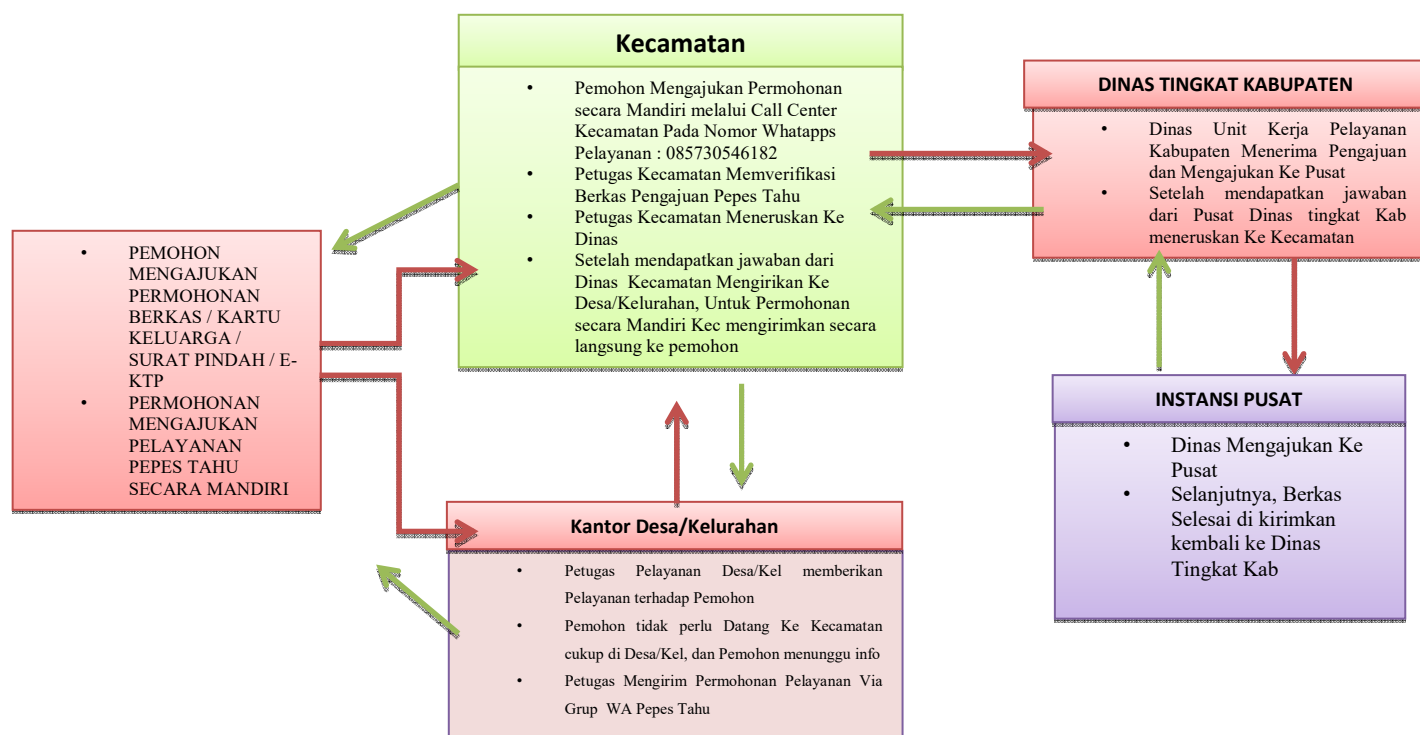 Kecamatan
• Pemohon Mengajukan Permohonan
secara Mandiri melalui Call Center
Kecamatan Pada Nomor Whatapps
Pelayanan : 085730546182
• Petugas Kecamatan Memverifikasi
Berkas Pengajuan Pepes Tahu
• Petugas Kecamatan Meneruskan Ke
Dinas
• Setelah mendapatkan jawaban dari
Dinas Kecamatan Mengirikan Ke
Desa/Kelurahan, Untuk Permohonan
secara Mandiri Kec mengirimkan secara
langsung ke pemohon
DINAS TINGKAT KABUPATEN
• Dinas Unit Kerja Pelayanan
Kabupaten Menerima Pengajuan
dan Mengajukan Ke Pusat
• Setelah mendapatkan jawaban
dari Pusat Dinas tingkat Kab
meneruskan Ke Kecamatan
• PEMOHON
MENGAJUKAN
PERMOHONAN
BERKAS / KARTU
KELUARGA /
SURAT PINDAH / E-
KTP
• PERMOHONAN
MENGAJUKAN
PELAYANAN
PEPES TAHU
SECARA MANDIRI
INSTANSI PUSAT
• Dinas Mengajukan Ke
Pusat
• Selanjutnya, Berkas
Selesai di kirimkan
kembali ke Dinas
Tingkat Kab
Kantor Desa/Kelurahan
• Petugas Pelayanan Desa/Kel memberikan
Pelayanan terhadap Pemohon
• Pemohon tidak perlu Datang Ke Kecamatan
cukup di Desa/Kel, dan Pemohon menunggu info
• Petugas Mengirim Permohonan Pelayanan Via
Grup WA Pepes Tahu